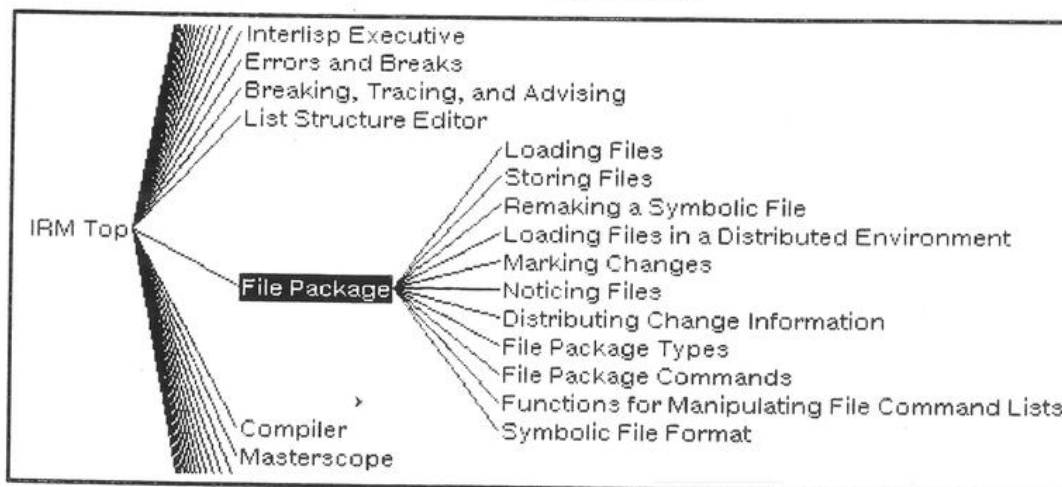 Interlisp Executive
Errors and Breaks
Breaking, Tracing, and Advising
List Structure Editor
IRM Top
File Package
Loading Files
Storing Files
Remaking a Symbolic File
Loading Files in a Distributed Environment
Marking Changes
Noticing Files
Distributing Change Information
File Package Types
File Package Commands
Functions for Manipulating File Command Lists
Symbolic File Format
Compiler
Masterscope